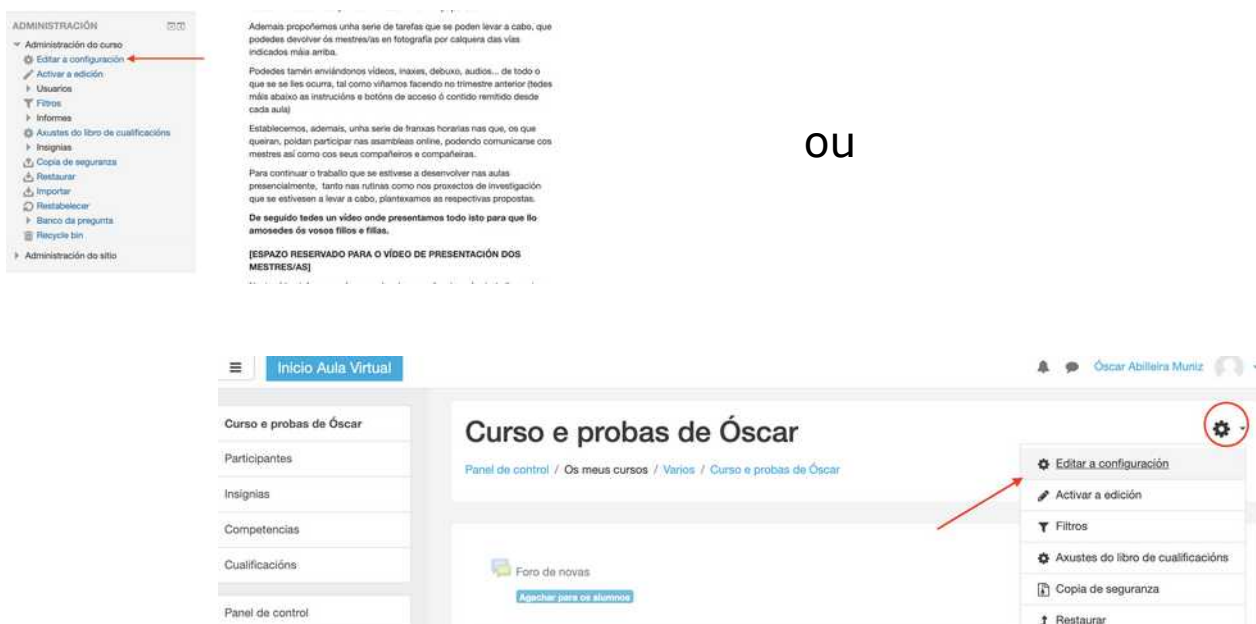 ADMINISTRACIÓN
Administración do curso
Editar a configuración
Activar a edición
Usuarios
Filtros
Informes
Axustes do libro de cualificacións
Insignias
Copia de seguranza
Restaurar
Importar
Restabelecer
Banco da pregunta
Recycle bin
Administración do sitio
Ademais propoñemos unha serie de tarefas que se poden levar a cabo, que
podedes devolver ós mestres/as en fotografía por calquera das vías
indicados máia arriba.
Podedes tamén enviándonos vídeos, inaxes, debuxo, audios... de todo o
que se se lles ocurra, tal como viñamos facendo no trimestre anterior (tedes
máis abaixo as instrucións e botóns de acceso ó contido remitido desde
cada aula)
Establecemos, ademais, unha serie de franxas horarias nas que, os que
queiran, poidan participar nas asambleas online, podendo comunicarse cos
mestres así como cos seus compañeiros e compañeiras.
Para continuar o traballo que se estivese a desenvolver nas aulas
presencialmente, tanto nas rutinas como nos proxectos de investigación
que se estivesen a levar a cabo, plantexamos as respectivas propostas.
De seguido tedes un vídeo onde presentamos todo isto para que llo
amosedes ós vosos fillos e fillas.
[ESPAZO RESERVADO PARA O VÍDEO DE PRESENTACIÓN DOS
MESTRES/AS]
ou
Inicio Aula Virtual
Óscar Abilleira Muniz
Curso e probas de Óscar
Participantes
Insignias
Competencias
Cualificacións
Panel de control
Curso e probas de Óscar
Panel de control / Os meus cursos / Varios / Curso e probas de Óscar
Foro de novas
Agachar para os alumnos
Editar a configuración
Activar a edición
Filtros
Axustes do libro de cualificacións
Copia de seguranza
Restaurar